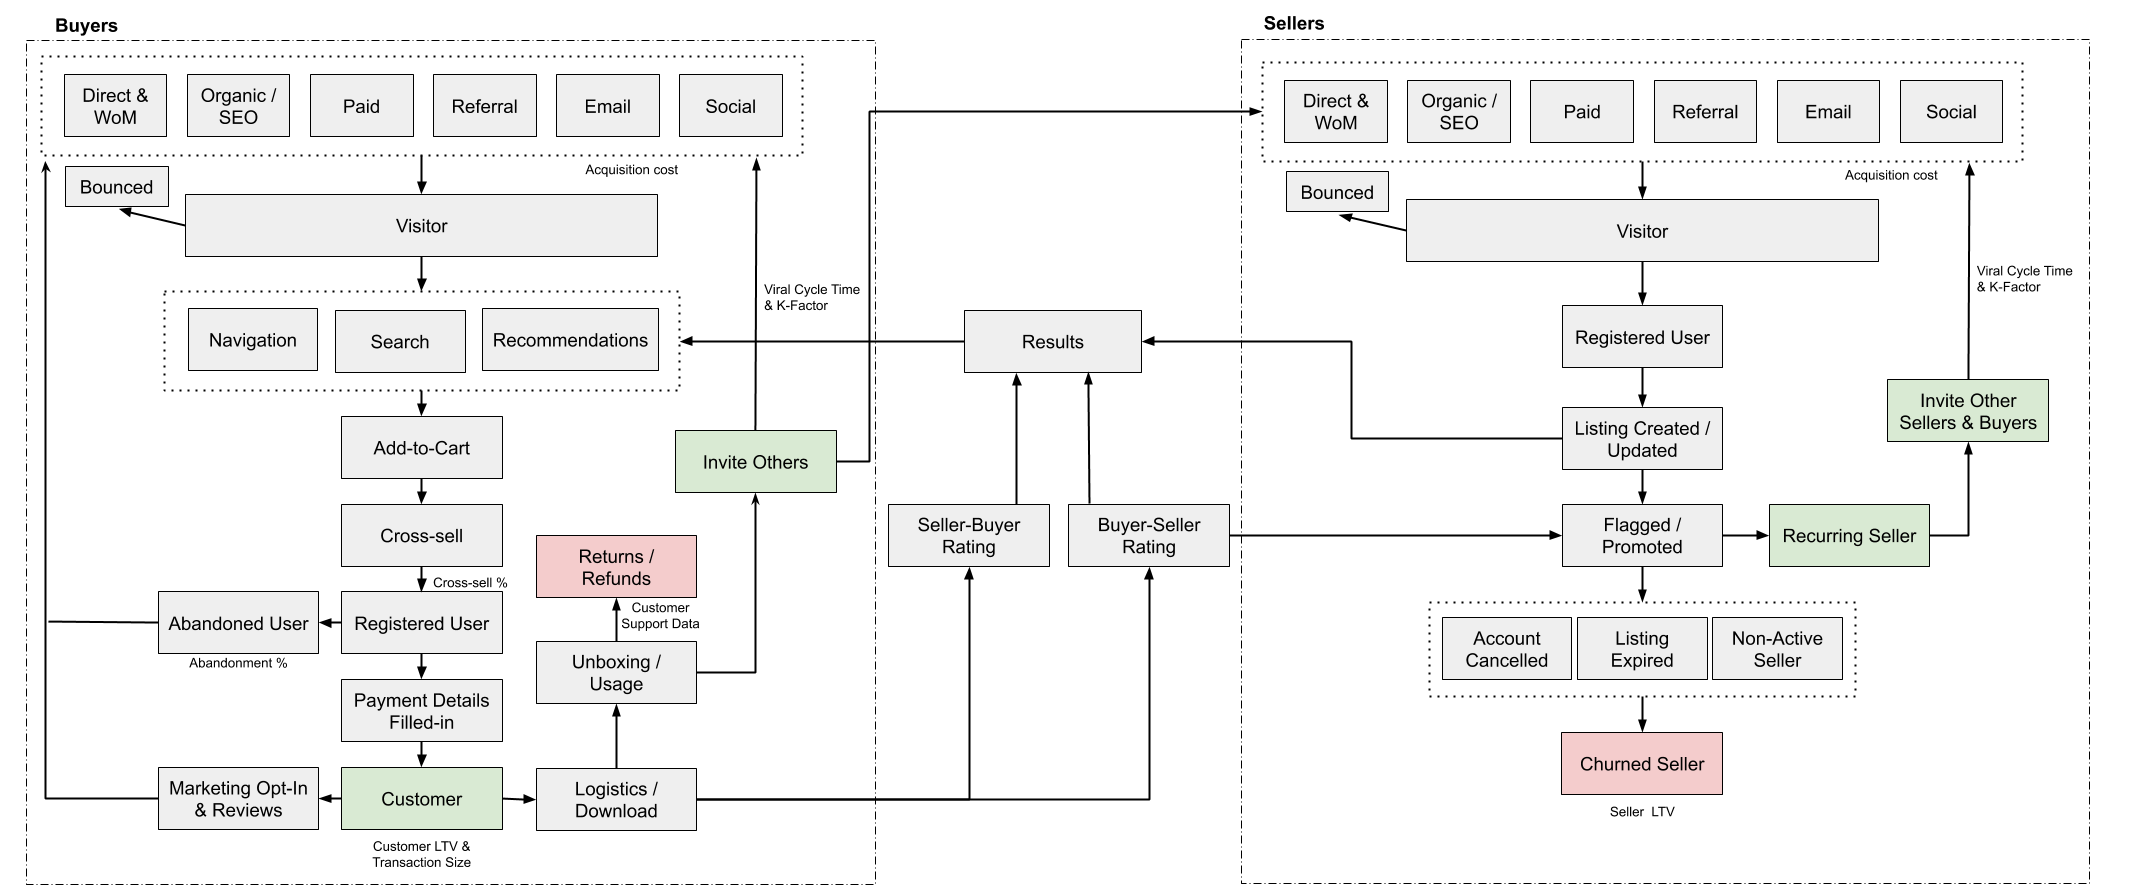 Buyers
Direct &
WoM
Organic /
SEO
Paid
Referral
Email
Social
Acquisition cost
Bounced
Visitor
Viral Cycle Time
& K-Factor
Navigation
Search
Recommendations
Add-to-Cart
Invite Others
Cross-sell
Returns /
Refunds
Cross-sell %
Customer
Support Data
Abandoned User
Registered User
Abandonment %
Unboxing /
Usage
Payment Details
Filled-in
Marketing Opt-In
& Reviews
Customer
Logistics /
Download
Customer LTV &
Transaction Size
Results
Seller-Buyer
Rating
Buyer-Seller
Rating
Sellers
Direct &
WoM
Organic /
SEO
Paid
Referral
Email
Social
Acquisition cost
Bounced
Visitor
Viral Cycle Time
& K-Factor
Registered User
Invite Other
Sellers & Buyers
Listing Created /
Updated
Flagged /
Promoted
Recurring Seller
Account
Cancelled
Listing
Expired
Non-Active
Seller
Churned Seller
Seller LTV